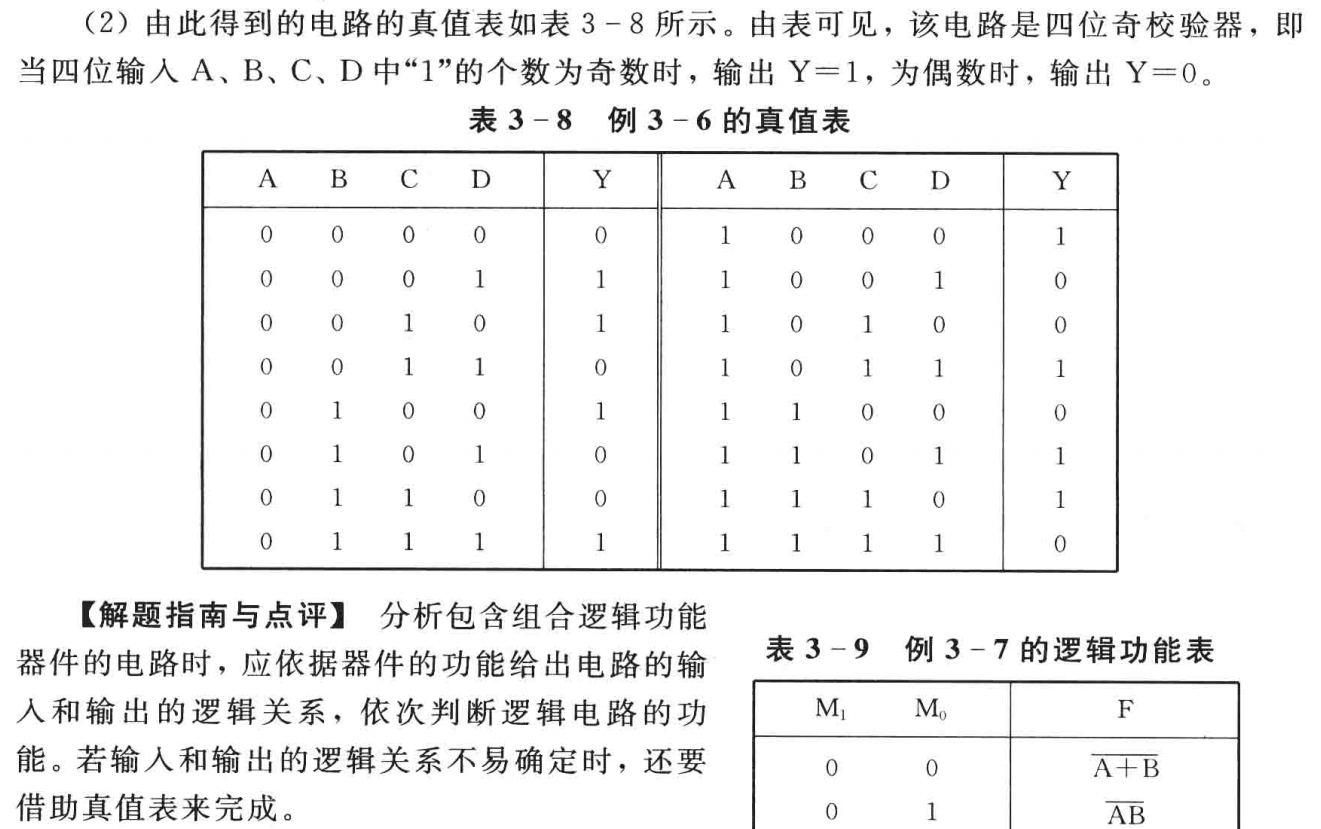 (2) 由此得到的电路的真值表如表 3-8 所示。由表可见，该电路是四位奇校验器，即
当四位输入 A、B、C、D 中“1”的个数为奇数时，输出 Y=1，为偶数时，输出 Y=0。
表 3-8 例 3-6 的真值表
A B C D Y A B C D Y
0 0 0 0 0 1 0 0 0 1
0 0 0 1 1 1 0 0 1 0
0 0 1 0 1 1 0 1 0 0
0 0 1 1 0 1 0 1 1 1
0 1 0 0 1 1 1 0 0 0
0 1 0 1 0 1 1 0 1 1
0 1 1 0 0 1 1 1 0 1
0 1 1 1 1 1 1 1 1 0
【解题指南与点评】 分析包含组合逻辑功能
器件的电路时，应依据器件的功能给出电路的输
入和输出的逻辑关系，依次判断逻辑电路的功
能。若输入和输出的逻辑关系不易确定时，还要
借助真值表来完成。
表 3-9 例 3-7 的逻辑功能表
M₁ M₀ F
0 0 A̅+̅B̅
0 1 A̅B̅